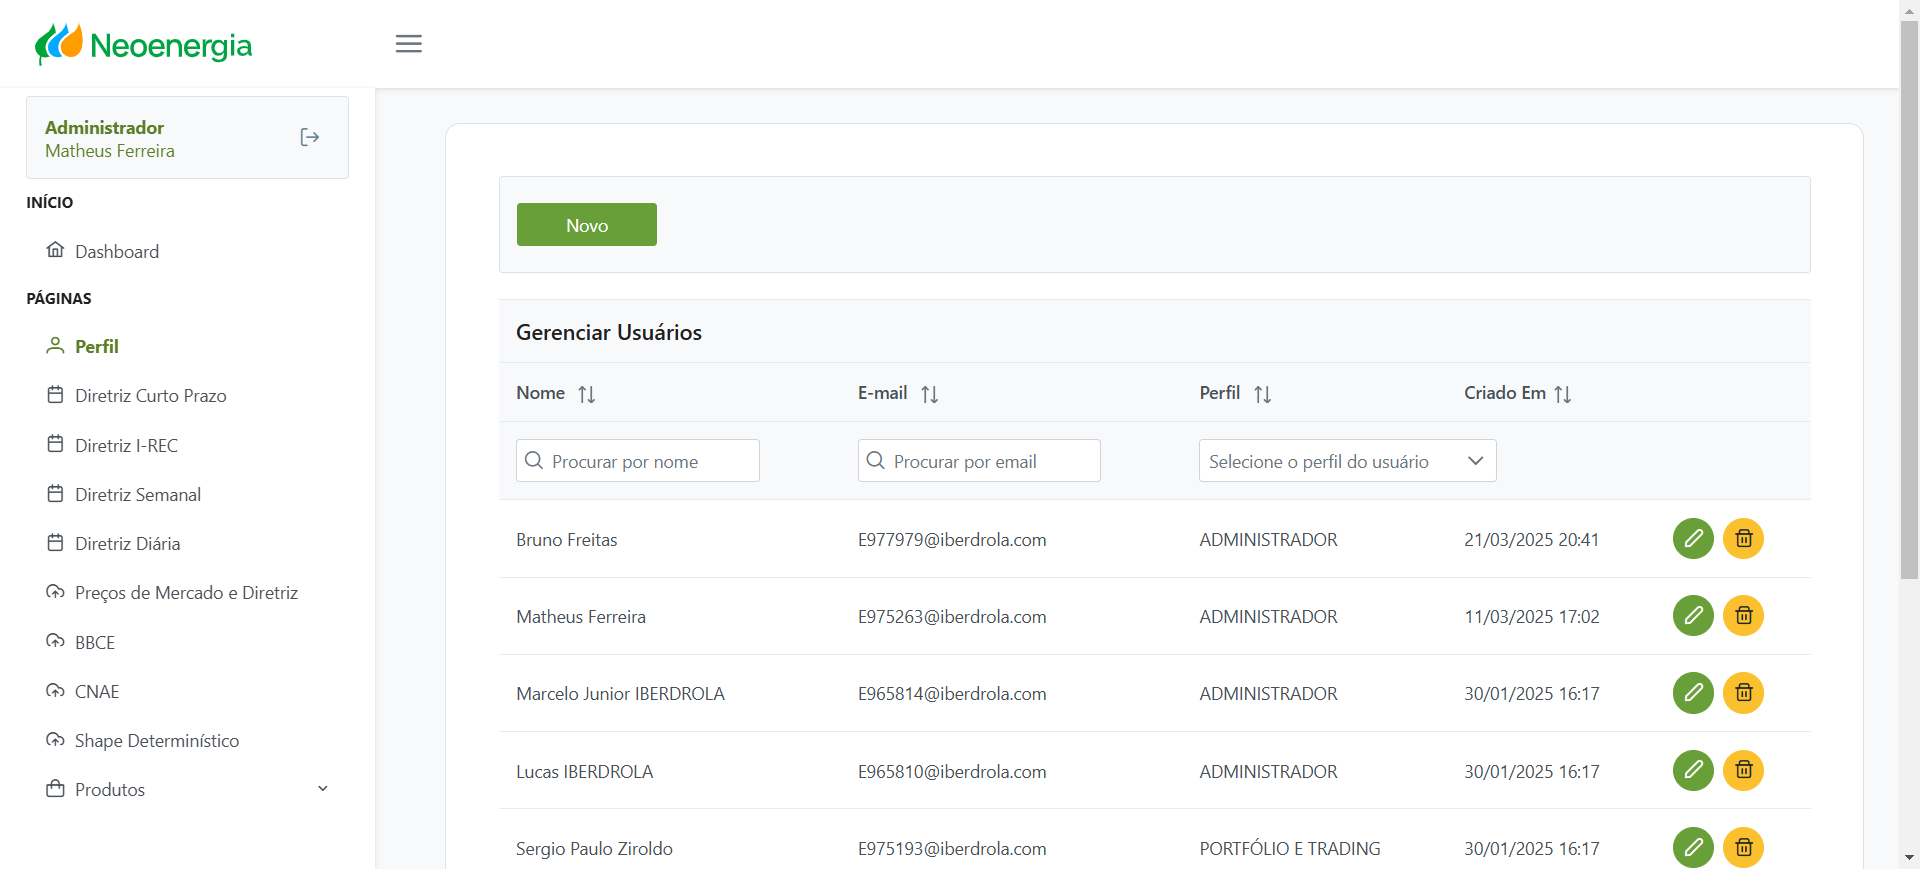 Neoenergia
Administrador
Matheus Ferreira
INÍCIO
Dashboard
PÁGINAS
Perfil
Diretriz Curto Prazo
Diretriz I-REC
Diretriz Semanal
Diretriz Diária
Preços de Mercado e Diretriz
BBCE
CNAE
Shape Determinístico
Produtos
Novo
Gerenciar Usuários
Nome E-mail Perfil Criado Em
Procurar por nome Procurar por email Selecione o perfil do usuário
Bruno Freitas E977979@iberdrola.com ADMINISTRADOR 21/03/2025 20:41
Matheus Ferreira E975263@iberdrola.com ADMINISTRADOR 11/03/2025 17:02
Marcelo Junior IBERDROLA E965814@iberdrola.com ADMINISTRADOR 30/01/2025 16:17
Lucas IBERDROLA E965810@iberdrola.com ADMINISTRADOR 30/01/2025 16:17
Sergio Paulo Ziroldo E975193@iberdrola.com PORTFÓLIO E TRADING 30/01/2025 16:17